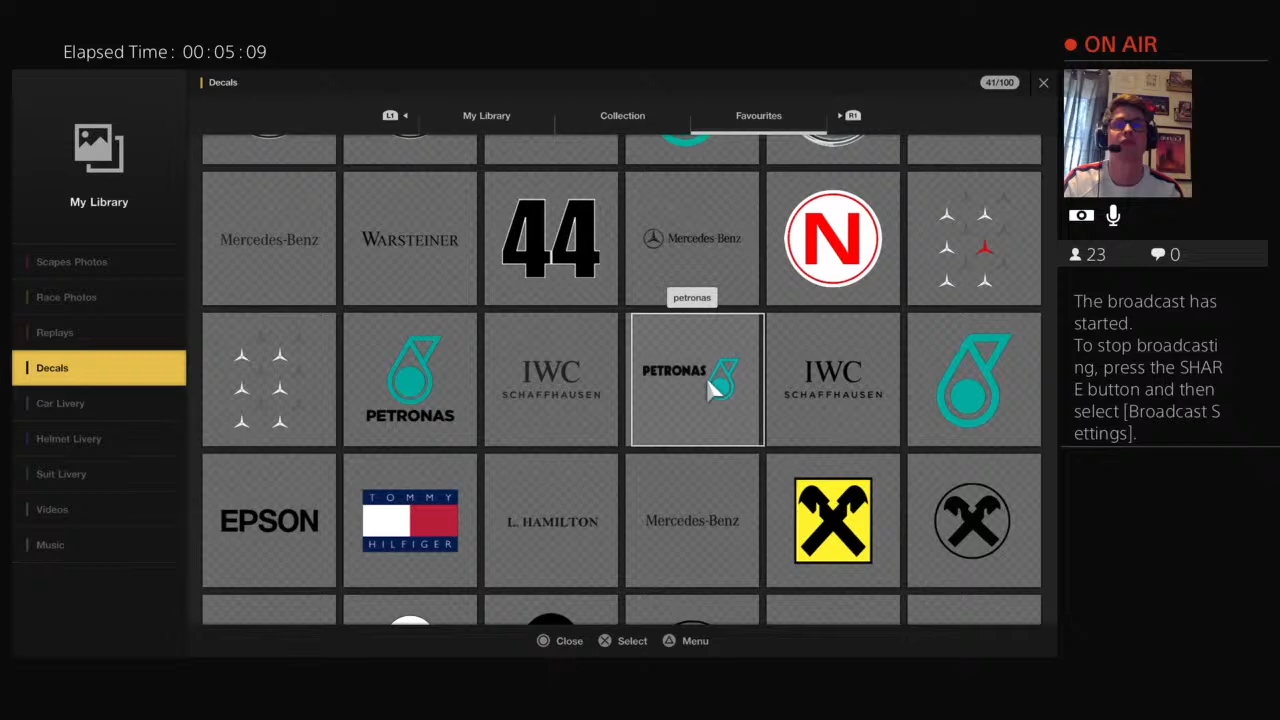 Elapsed Time: 00:05:09
ON AIR
Decals
41/100
L1
My Library
Collection
Favourites
R1
My Library
Scapes Photos
Race Photos
Replays
Decals
Car Livery
Helmet Livery
Suit Livery
Videos
Music
Mercedes-Benz
WARSTEINER
44
Mercedes-Benz
N
petronas
PETRONAS
IWC
SCHAFFHAUSEN
PETRONAS
IWC
SCHAFFHAUSEN
EPSON
TOMMY
HILFIGER
L. HAMILTON
Mercedes-Benz
Close
Select
Menu
23
0
The broadcast has
started.
To stop broadcasti
ng, press the SHAR
E button and then
select [Broadcast S
ettings].